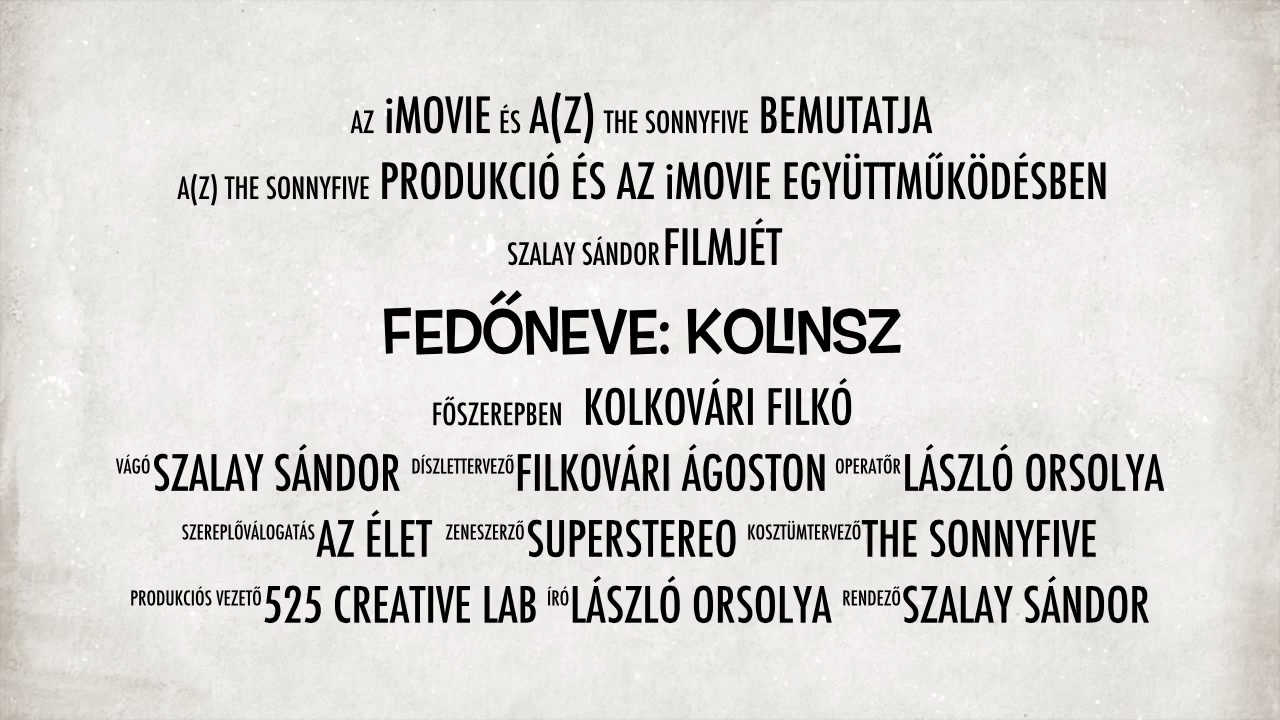 AZ iMOVIE ÉS A(Z) THE SONNYFIVE BEMUTATJA
A(Z) THE SONNYFIVE PRODUKCIÓ ÉS AZ iMOVIE EGYÜTTMŰKÖDÉSBEN
SZALAY SÁNDOR FILMJÉT
FEDŐNEVE: KOLINSZ
FŐSZEREPBEN KOLKOVÁRI FILKÓ
VÁGÓ SZALAY SÁNDOR DÍSZLETTERVEZŐ FILKOVÁRI ÁGOSTON OPERATŐR LÁSZLÓ ORSOLYA
SZEREPLŐVÁLOGATÁS AZ ÉLET ZENESZERZŐ SUPERSTEREO KOSZTÜMTERVEZŐ THE SONNYFIVE
PRODUKCIÓS VEZETŐ 525 CREATIVE LAB ÍRÓ LÁSZLÓ ORSOLYA RENDEZŐ SZALAY SÁNDOR